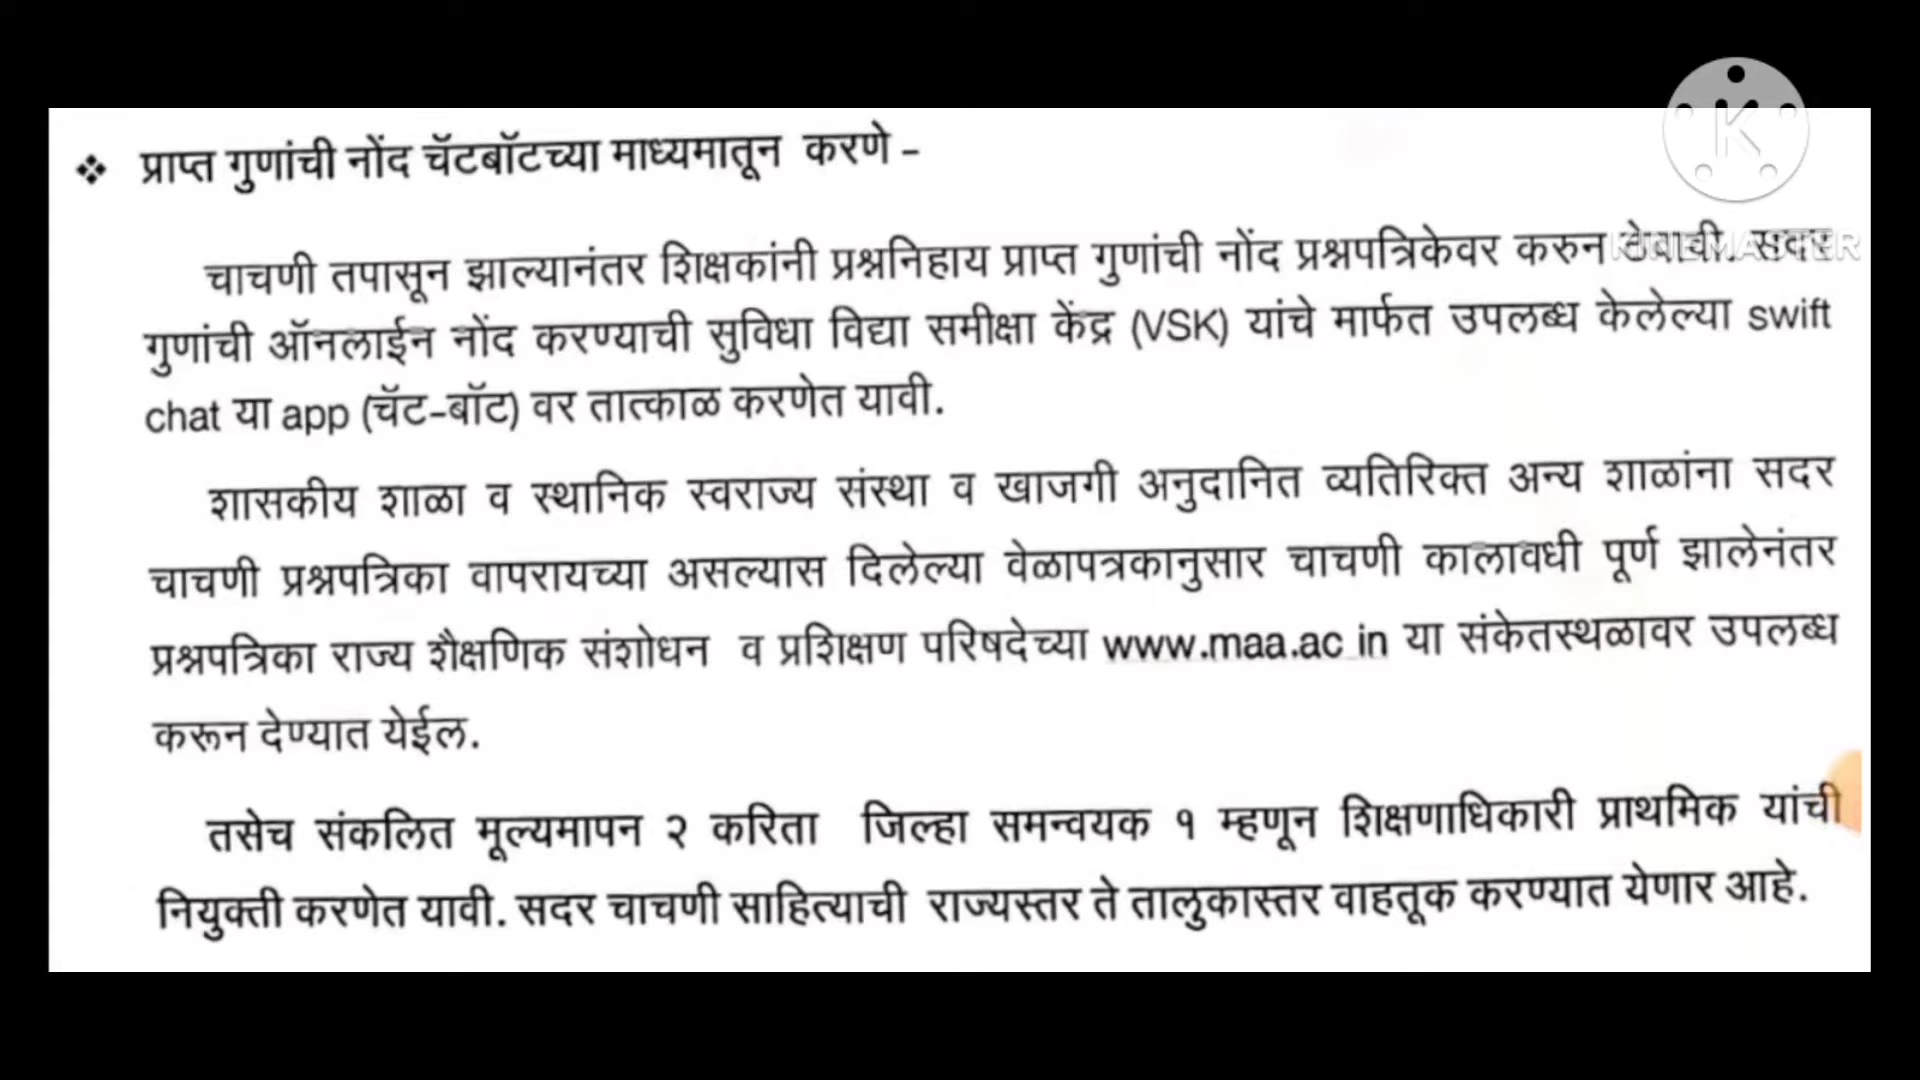 ❖ प्राप्त गुणांची नोंद चॅटबॉटच्या माध्यमातून करणे –
चाचणी तपासून झाल्यानंतर शिक्षकांनी प्रश्ननिहाय प्राप्त गुणांची नोंद प्रश्नपत्रिकेवर करुन ठेवावी. सदर
गुणांची ऑनलाईन नोंद करण्याची सुविधा विद्या समीक्षा केंद्र (VSK) यांचे मार्फत उपलब्ध केलेल्या swift
chat या app (चॅट-बॉट) वर तात्काळ करणेत यावी.
शासकीय शाळा व स्थानिक स्वराज्य संस्था व खाजगी अनुदानित व्यतिरिक्त अन्य शाळांना सदर
चाचणी प्रश्नपत्रिका वापरायच्या असल्यास दिलेल्या वेळापत्रकानुसार चाचणी कालावधी पूर्ण झालेनंतर
प्रश्नपत्रिका राज्य शैक्षणिक संशोधन व प्रशिक्षण परिषदेच्या www.maa.ac in या संकेतस्थळावर उपलब्ध
करून देण्यात येईल.
तसेच संकलित मूल्यमापन २ करिता जिल्हा समन्वयक १ म्हणून शिक्षणाधिकारी प्राथमिक यांची
नियुक्ती करणेत यावी. सदर चाचणी साहित्याची राज्यस्तर ते तालुकास्तर वाहतूक करण्यात येणार आहे.
K
KINEMASTER